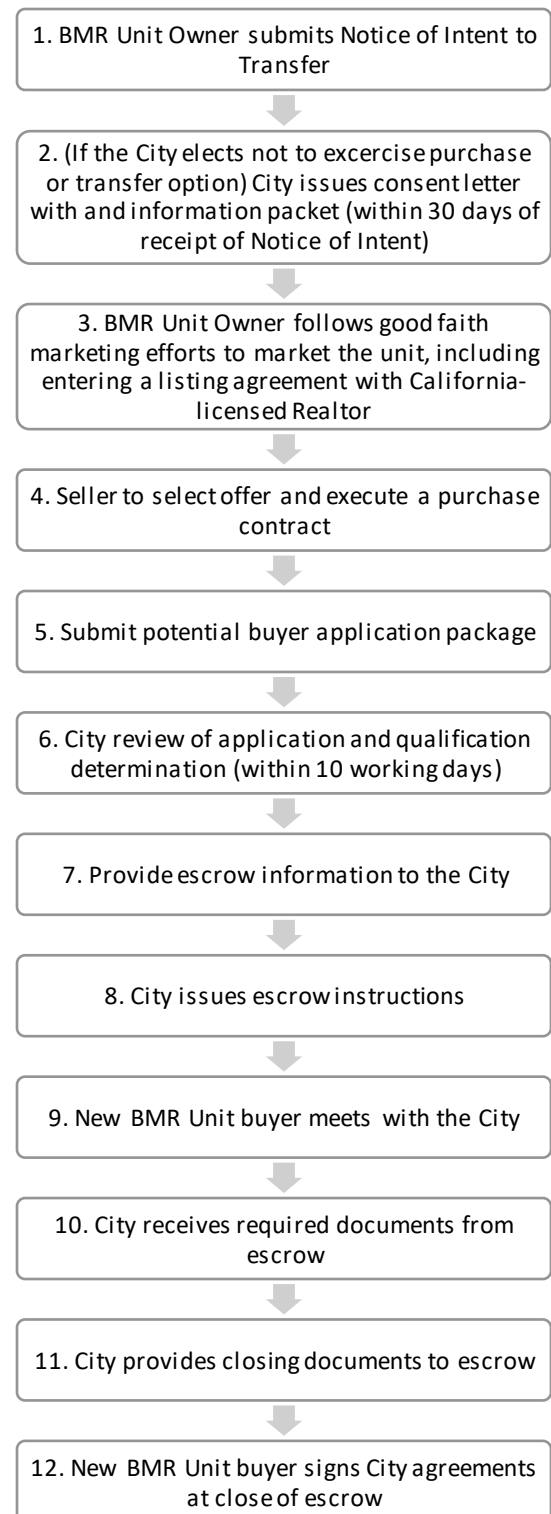 1. BMR Unit Owner submits Notice of Intent to
Transfer
2. (If the City elects not to excercise purchase
or transfer option) City issues consent letter
with and information packet (within 30 days of
receipt of Notice of Intent)
3. BMR Unit Owner follows good faith
marketing efforts to market the unit, including
entering a listing agreement with California-
licensed Realtor
4. Seller to select offer and execute a purchase
contract
5. Submit potential buyer application package
6. City review of application and qualification
determination (within 10 working days)
7. Provide escrow information to the City
8. City issues escrow instructions
9. New BMR Unit buyer meets with the City
10. City receives required documents from
escrow
11. City provides closing documents to escrow
12. New BMR Unit buyer signs City agreements
at close of escrow